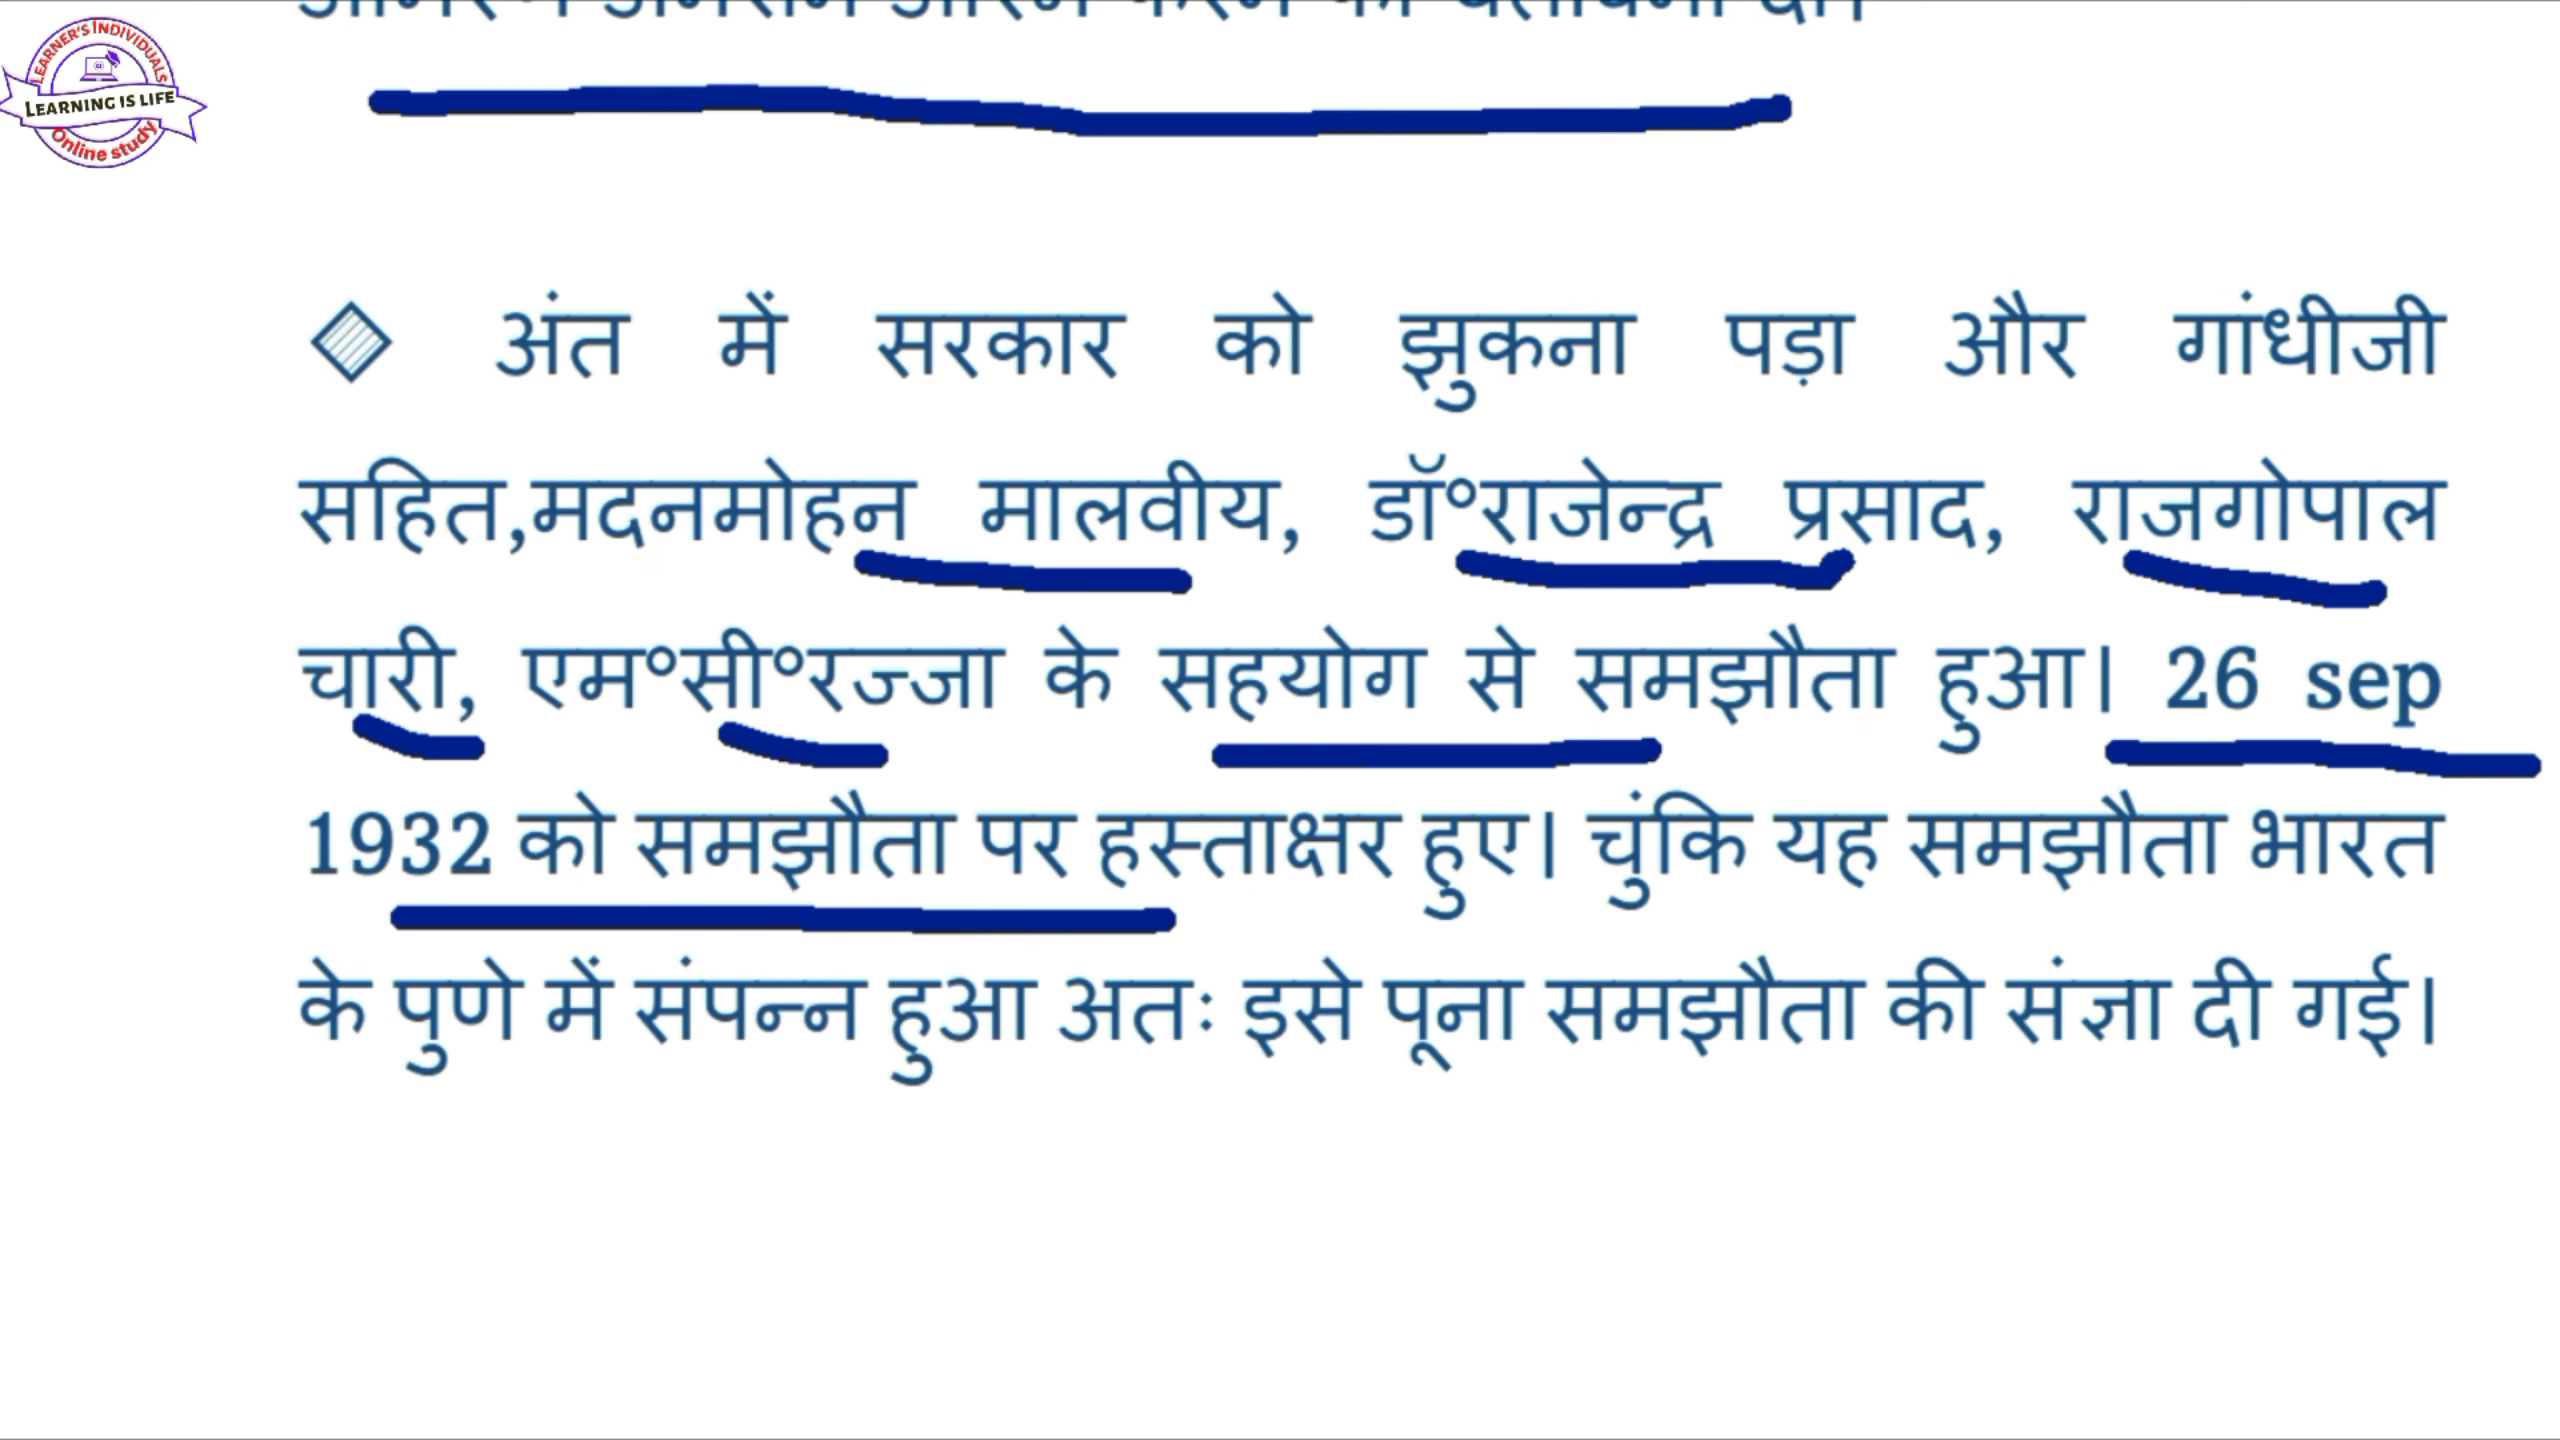 LEARNER'S INDIVIDUALS
LEARNING IS LIFE
Online study
अंत में सरकार को झुकना पड़ा और गांधीजी
सहित,मदनमोहन मालवीय, डॉ°राजेन्द्र प्रसाद, राजगोपाल
चारी, एम°सी°रज्जा के सहयोग से समझौता हुआ। 26 sep
1932 को समझौता पर हस्ताक्षर हुए। चुंकि यह समझौता भारत
के पुणे में संपन्न हुआ अतः इसे पूना समझौता की संज्ञा दी गई।